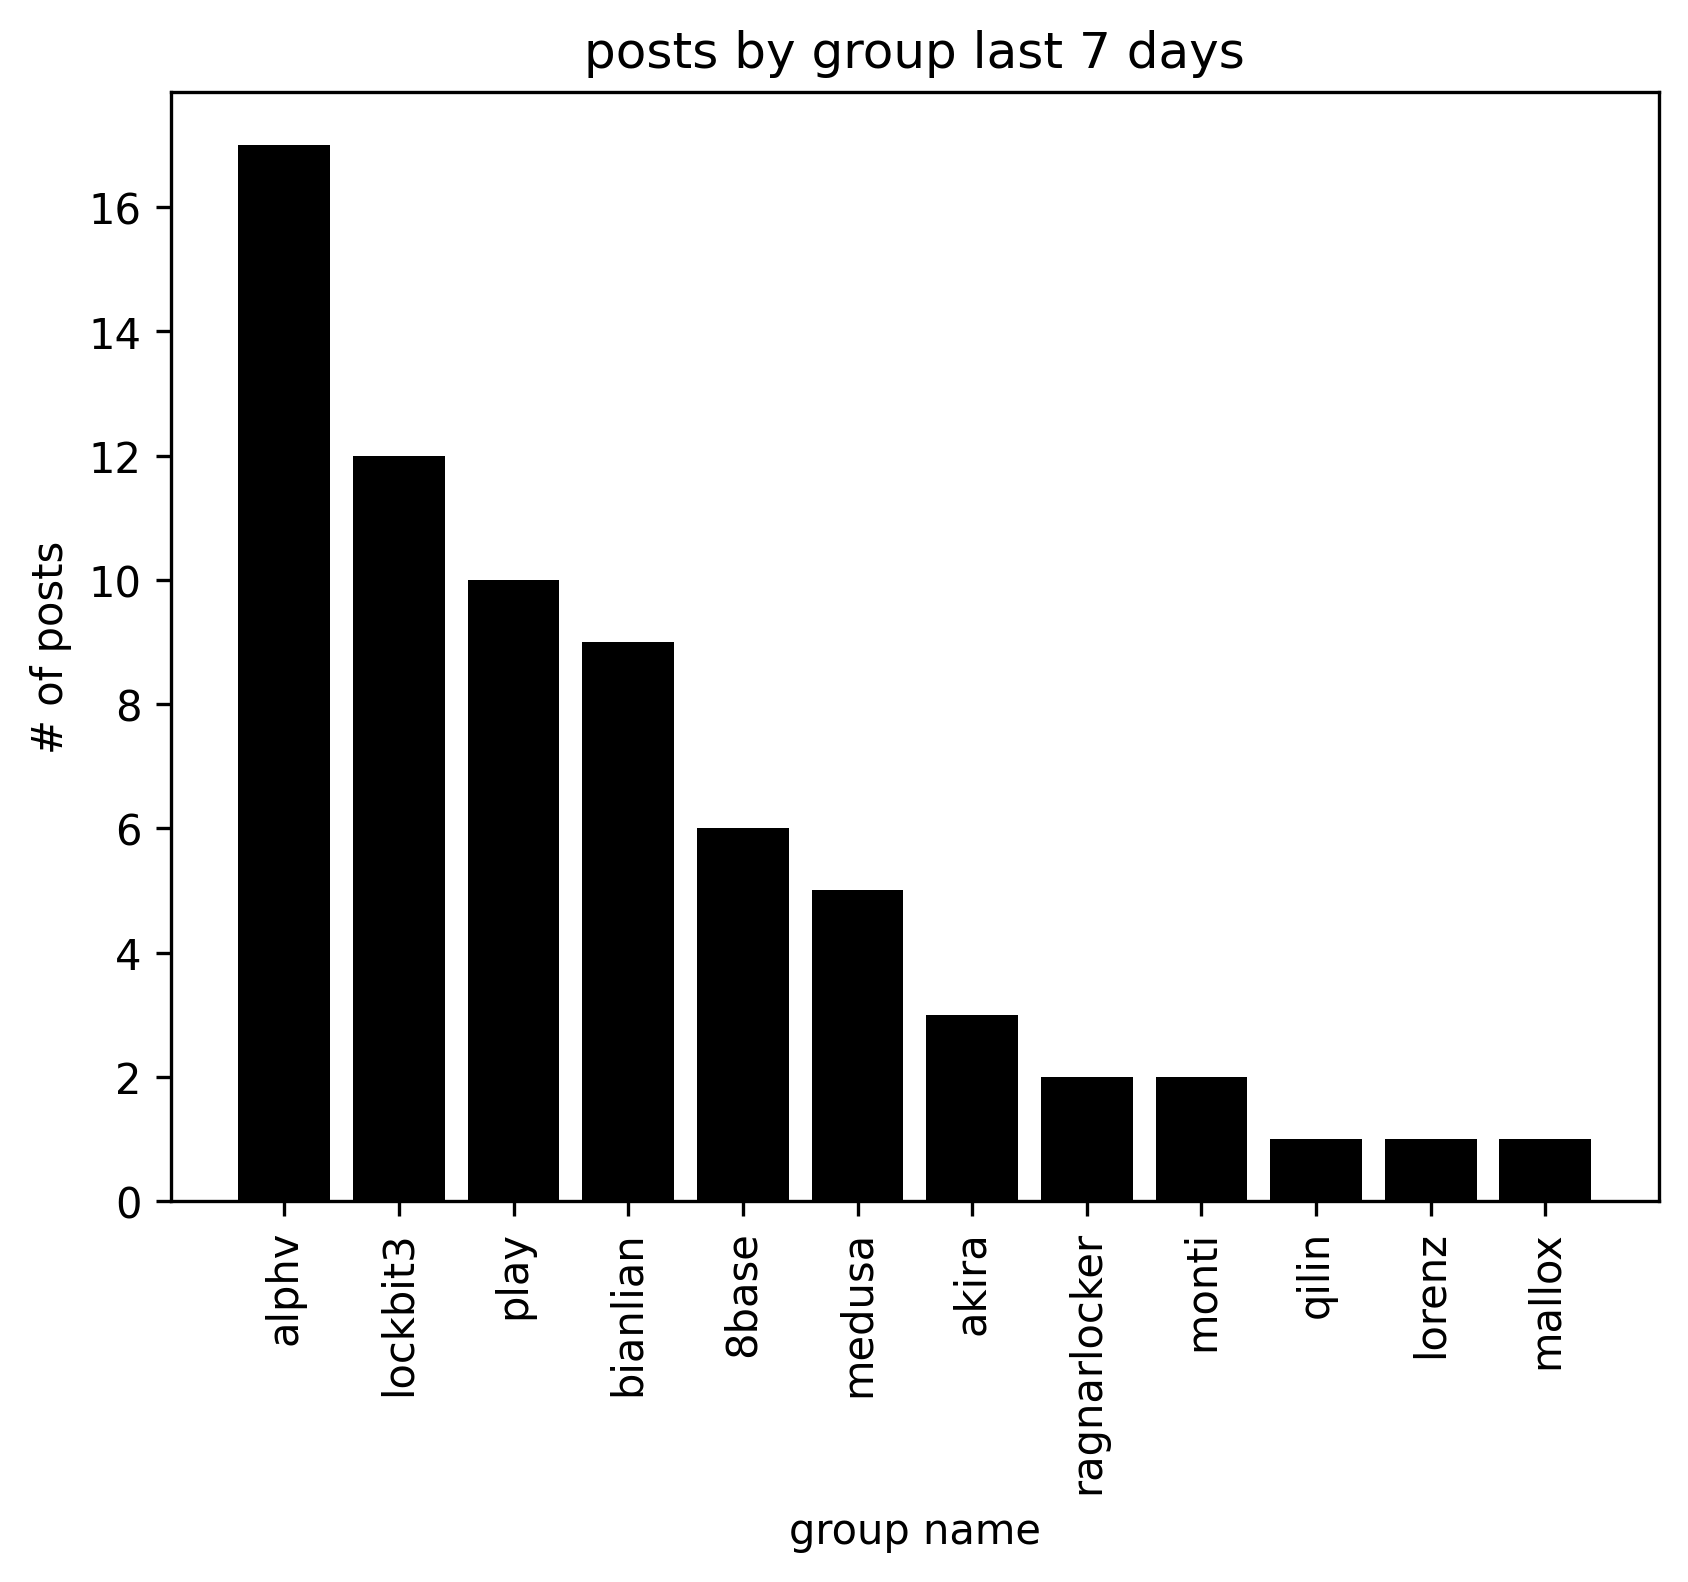 posts by group last 7 days
# of posts
16
14
12
10
8
6
4
2
0
alphv
lockbit3
play
bianlian
8base
medusa
akira
ragnarlocker
monti
qilin
lorenz
mallox
group name